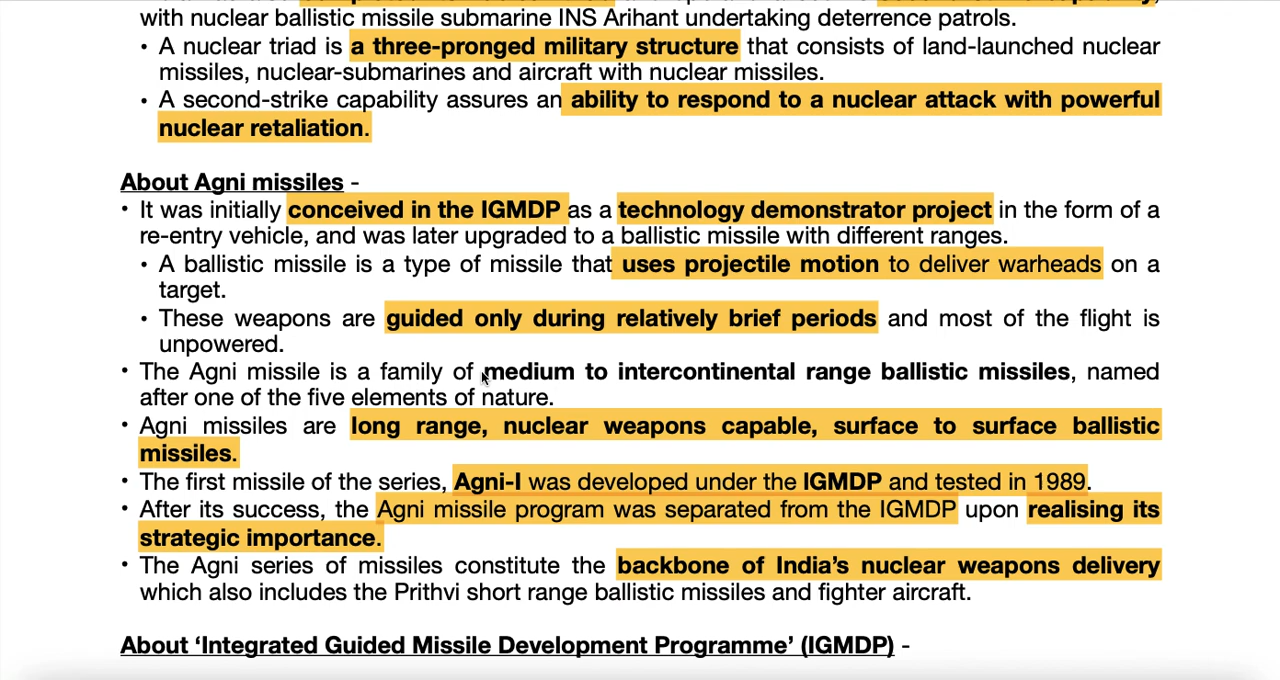 with nuclear ballistic missile submarine INS Arihant undertaking deterrence patrols.
• A nuclear triad is a three-pronged military structure that consists of land-launched nuclear
missiles, nuclear-submarines and aircraft with nuclear missiles.
• A second-strike capability assures an ability to respond to a nuclear attack with powerful
nuclear retaliation.
About Agni missiles -
• It was initially conceived in the IGMDP as a technology demonstrator project in the form of a
re-entry vehicle, and was later upgraded to a ballistic missile with different ranges.
• A ballistic missile is a type of missile that uses projectile motion to deliver warheads on a
target.
• These weapons are guided only during relatively brief periods and most of the flight is
unpowered.
• The Agni missile is a family of medium to intercontinental range ballistic missiles, named
after one of the five elements of nature.
• Agni missiles are long range, nuclear weapons capable, surface to surface ballistic
missiles.
• The first missile of the series, Agni-I was developed under the IGMDP and tested in 1989.
• After its success, the Agni missile program was separated from the IGMDP upon realising its
strategic importance.
• The Agni series of missiles constitute the backbone of India's nuclear weapons delivery
which also includes the Prithvi short range ballistic missiles and fighter aircraft.
About ‘Integrated Guided Missile Development Programme’ (IGMDP) -